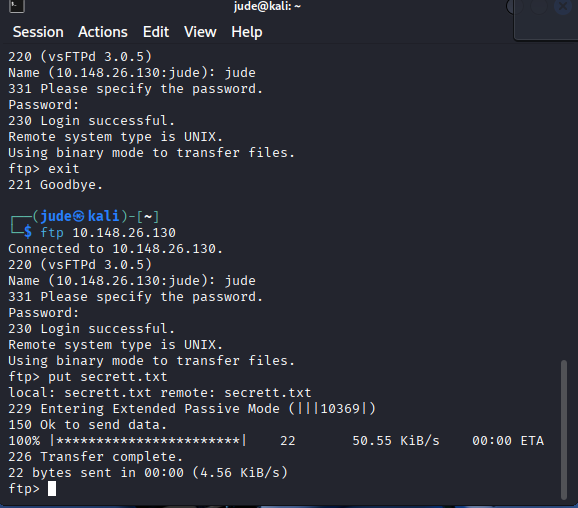 jude@kali: ~
Session Actions Edit View Help
220 (vsFTPd 3.0.5)
Name (10.148.26.130:jude): jude
331 Please specify the password.
Password:
230 Login successful.
Remote system type is UNIX.
Using binary mode to transfer files.
ftp> exit
221 Goodbye.
┌──(jude㉿kali)-[~]
└─$ ftp 10.148.26.130
Connected to 10.148.26.130.
220 (vsFTPd 3.0.5)
Name (10.148.26.130:jude): jude
331 Please specify the password.
Password:
230 Login successful.
Remote system type is UNIX.
Using binary mode to transfer files.
ftp> put secrett.txt
local: secrett.txt remote: secrett.txt
229 Entering Extended Passive Mode (|||10369|)
150 Ok to send data.
100% |***********************| 22 50.55 KiB/s 00:00 ETA
226 Transfer complete.
22 bytes sent in 00:00 (4.56 KiB/s)
ftp>